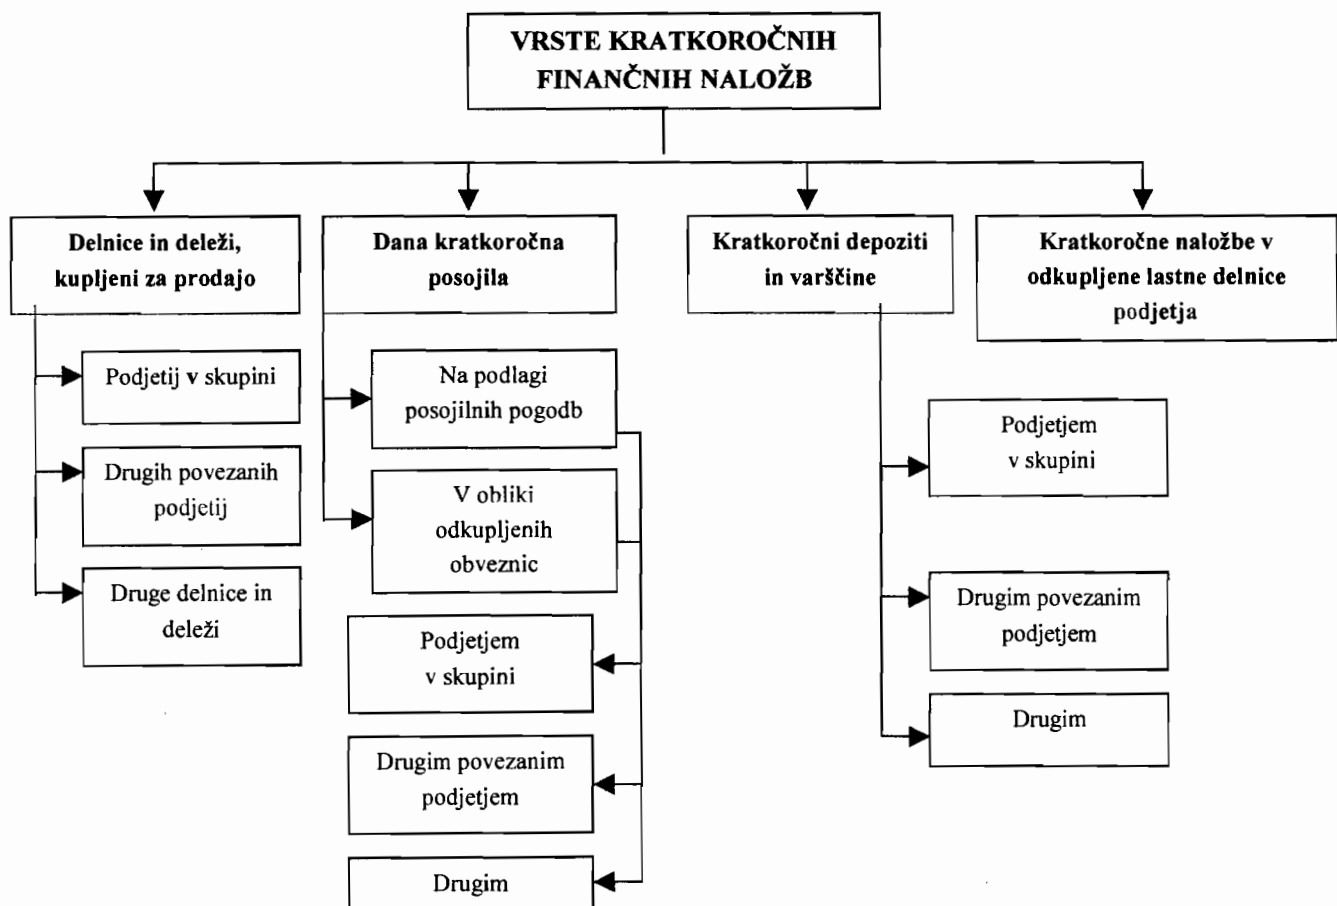 VRSTE KRATKOROČNIH
FINANČNIH NALOŽB
Delnice in deleži,
kupljeni za prodajo
Podjetij v skupini
Drugih povezanih
podjetij
Druge delnice in
deleži
Dana kratkoročna
posojila
Na podlagi
posojilnih pogodb
V obliki
odkupljenih
obveznic
Podjetjem
v skupini
Drugim povezanim
podjetjem
Drugim
Kratkoročni depoziti
in varščine
Podjetjem
v skupini
Drugim povezanim
podjetjem
Drugim
Kratkoročne naložbe v
odkupljene lastne delnice
podjetja